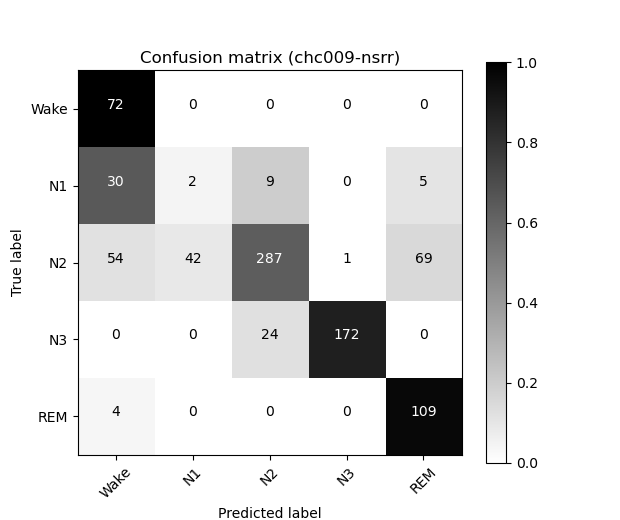 Confusion matrix (chc009-nsrr)
True label
Wake 72 0 0 0 0
N1 30 2 9 0 5
N2 54 42 287 1 69
N3 0 0 24 172 0
REM 4 0 0 0 109
Wake N1 N2 N3 REM
Predicted label
1.0
0.8
0.6
0.4
0.2
0.0